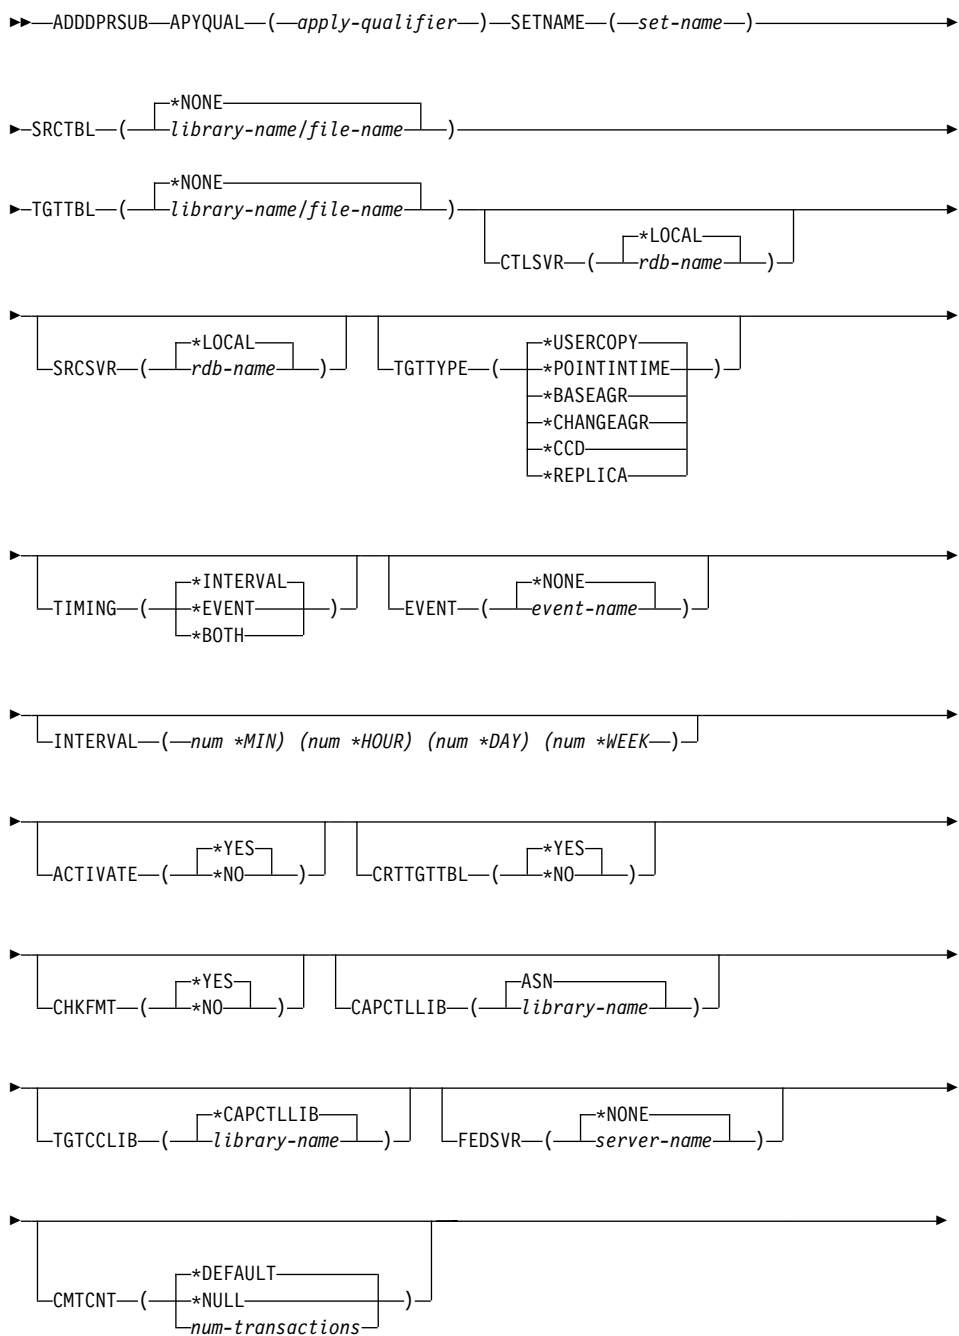 ADDDPRSUB APYQUAL ( apply-qualifier ) SETNAME ( set-name )
*NONE
SRCTBL ( library-name/file-name )
*NONE
TGTTBL ( library-name/file-name )
*LOCAL
CTLSVR ( rdb-name )
*LOCAL
SRCSVR ( rdb-name )
*USERCOPY
TGTTYPE ( *POINTINTIME )
*BASEAGR
*CHANGEAGR
*CCD
*REPLICA
*INTERVAL
TIMING ( *EVENT )
*BOTH
*NONE
EVENT ( event-name )
INTERVAL ( num *MIN) (num *HOUR) (num *DAY) (num *WEEK )
*YES
ACTIVATE ( *NO )
*YES
CRTTGTTBL ( *NO )
*YES
CHKFMT ( *NO )
ASN
CAPCTLLIB ( library-name )
*CAPCTLLIB
TGTCCLIB ( library-name )
*NONE
FEDSVR ( server-name )
*DEFAULT
CMTCNT ( *NULL )
num-transactions